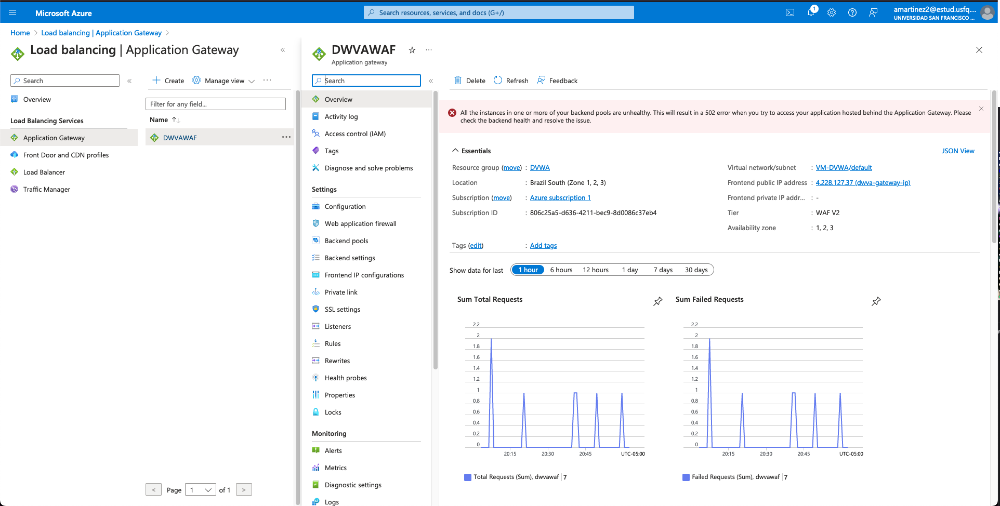 Microsoft Azure
Search resources, services, and docs (G+/)
1
amartinez2@estud.usfq....
UNIVERSIDAD SAN FRANCISCO ...
Home > Load balancing | Application Gateway >
Load balancing | Application Gateway
«
Search
«
Overview
Load Balancing Services
Application Gateway
Front Door and CDN profiles
Load Balancer
Traffic Manager
Create
Manage view
...
Filter for any field...
Name ↑↓
DWVAWAF
...
< Page 1 of 1 >
DWVAWAF
...
Application gateway
Search
«
Overview
Activity log
Access control (IAM)
Tags
Diagnose and solve problems
Settings
Configuration
Web application firewall
Backend pools
Backend settings
Frontend IP configurations
Private link
SSL settings
Listeners
Rules
Rewrites
Health probes
Properties
Locks
Monitoring
Alerts
Metrics
Diagnostic settings
Logs
Delete
Refresh
Feedback
All the instances in one or more of your backend pools are unhealthy. This will result in a 502 error when you try to access your application hosted behind the Application Gateway. Please
check the backend health and resolve the issue.
Essentials
JSON View
Resource group (move) : DVWA
Location : Brazil South (Zone 1, 2, 3)
Subscription (move) : Azure subscription 1
Subscription ID : 806c25a5-d636-4211-bec9-8d0086c37eb4
Virtual network/subnet : VM-DVWA/default
Frontend public IP address : 4.228.127.37 (dwva-gateway-ip)
Frontend private IP addr... : -
Tier : WAF V2
Availability zone : 1, 2, 3
Tags (edit) : Add tags
Show data for last 1 hour 6 hours 12 hours 1 day 7 days 30 days
Sum Total Requests
2.2
2
1.8
1.6
1.4
1.2
1
0.8
0.6
0.4
0.2
0
20:15 20:30 20:45 UTC-05:00
Total Requests (Sum), dwvawaf | 7
Sum Failed Requests
2.2
2
1.8
1.6
1.4
1.2
1
0.8
0.6
0.4
0.2
0
20:15 20:30 20:45 UTC-05:00
Failed Requests (Sum), dwvawaf | 7